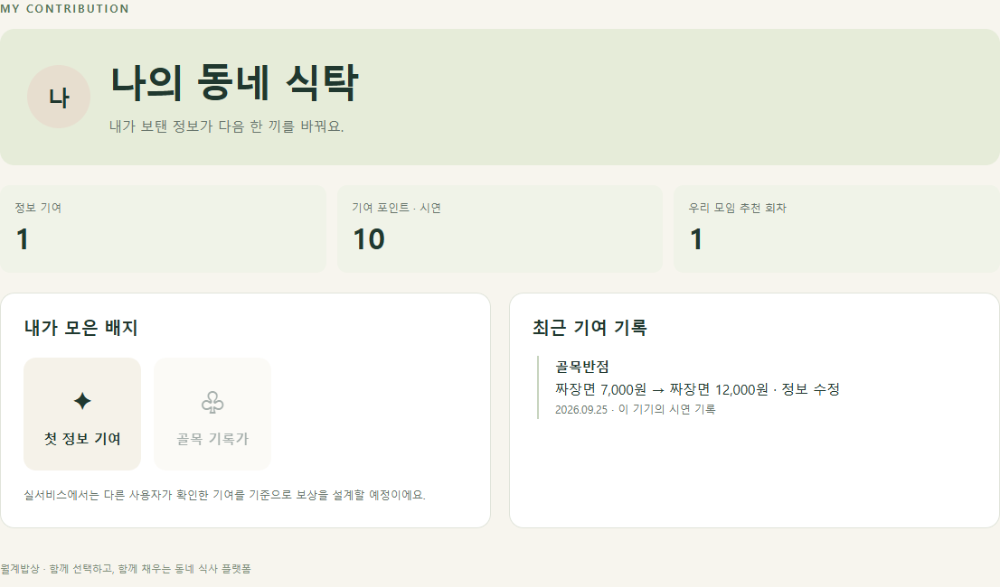 MY CONTRIBUTION
나
나의 동네 식탁
내가 보탠 정보가 다음 한 끼를 바꿔요.
정보 기여
1
기여 포인트 · 시연
10
우리 모임 추천 회차
1
내가 모은 배지
첫 정보 기여
골목 기록가
실서비스에서는 다른 사용자가 확인한 기여를 기준으로 보상을 설계할 예정이에요.
최근 기여 기록
골목반점
짜장면 7,000원 → 짜장면 12,000원 · 정보 수정
2026.09.25 · 이 기기의 시연 기록
월계밥상 · 함께 선택하고, 함께 채우는 동네 식사 플랫폼